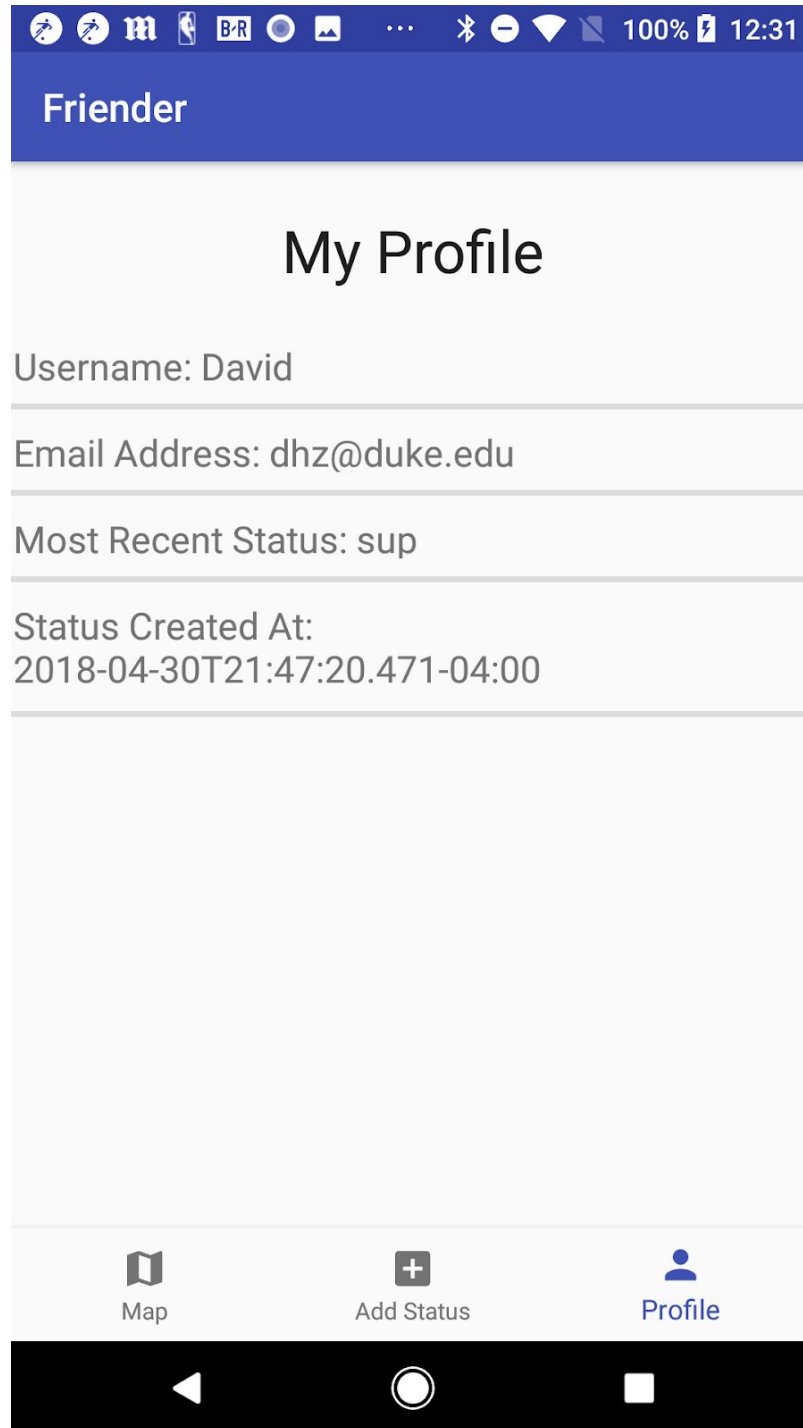 B/R 100% 12:31
Friender
My Profile
Username: David
Email Address: dhz@duke.edu
Most Recent Status: sup
Status Created At:
2018-04-30T21:47:20.471-04:00
Map Add Status Profile